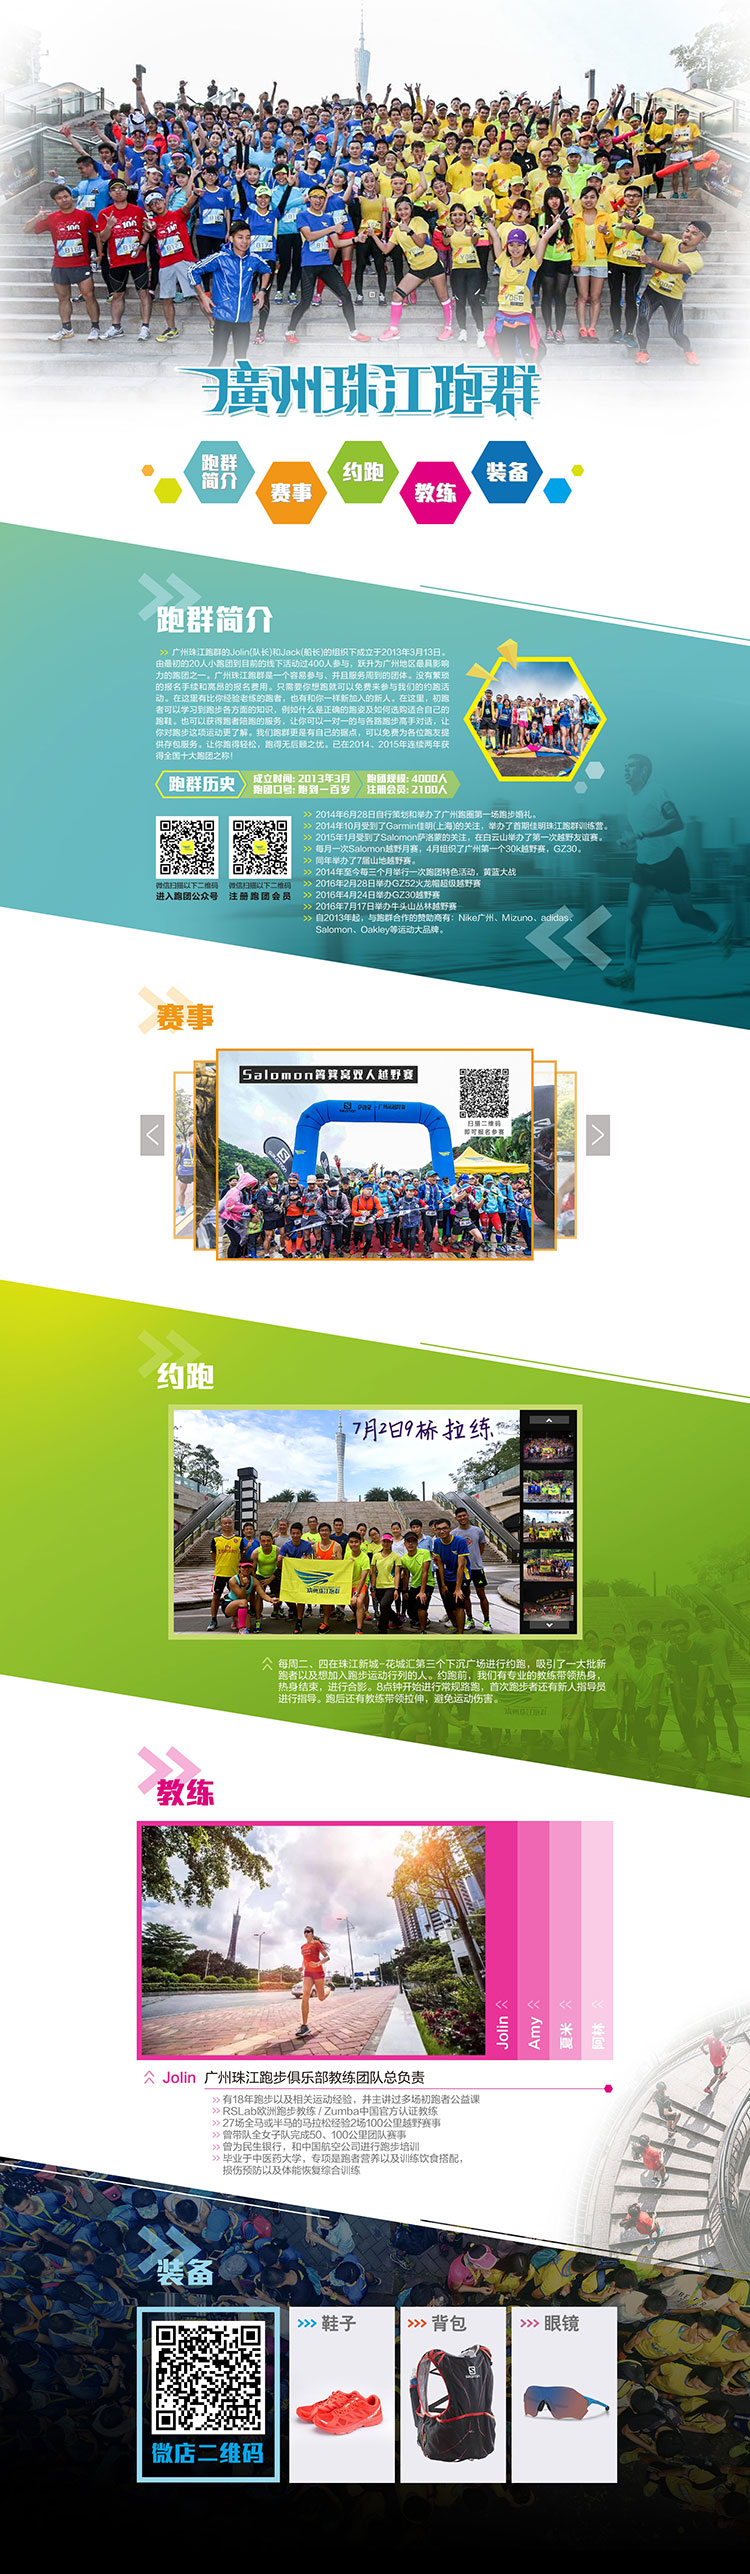 廣州珠江跑群
跑群
简介
赛事
约跑
教练
装备
跑群简介
>> 广州珠江跑群的Jolin(队长)和Jack(船长)的组织下成立于2013年3月13日。
由最初的20人小跑团到目前的线下活动过400人参与，跃升为广州地区最具影响
力的跑团之一。广州珠江跑群是一个容易参与、并且服务周到的团体。没有繁琐
的报名手续和高昂的报名费用。只需要你想跑就可以免费来参与我们的约跑活
动。在这里有比你经验老练的跑者，也有和你一样新加入的新人。在这里，初跑
者可以学习到跑步各方面的知识，例如什么是正确的跑姿及如何选购适合自己的
跑鞋。也可以获得跑者陪跑的服务，让你可以一对一的与各路跑步高手对话，让
你对跑步这项运动更了解。我们跑群更是有自己的据点，可以免费为各位跑友提
供存包服务。让你跑得轻松，跑得无后顾之忧。已在2014、2015年连续两年获
得全国十大跑团之称！
跑群历史
成立时间：2013年3月
跑团口号：跑到一百岁
跑团规模：4000人
注册会员：2100人
微信扫描以下二维码
进入跑团公众号
微信扫描以下二维码
注册跑团会员
>> 2014年6月28日自行策划和举办了广州跑圈第一场跑步婚礼。
>> 2014年10月受到了Garmin佳明(上海)的关注，举办了首期佳明珠江跑群训练营。
>> 2015年1月受到了Salomon萨洛蒙的关注，在白云山举办了第一次越野友谊赛。
>> 每月一次Salomon越野月赛，4月组织了广州第一个30k越野赛，GZ30。
>> 同年举办了7届山地越野赛。
>> 2014年至今每三个月举行一次跑团特色活动，黄蓝大战
>> 2016年2月28日举办GZ52火龙帽超级越野赛
>> 2016年4月24日举办GZ30越野赛
>> 2016年7月17日举办牛头山丛林越野赛
>> 自2013年起，与跑群合作的赞助商有：Nike广州、Mizuno、adidas、
Salomon、Oakley等运动大品牌。
赛事
Salomon筲箕窝双人越野赛
扫描二维码
即可报名参赛
约跑
7月2日9标拉练
广州珠江跑群
每周二、四在珠江新城-花城汇第三个下沉广场进行约跑，吸引了一大批新
跑者以及想加入跑步运动行列的人。约跑前，我们有专业的教练带领热身，
热身结束，进行合影。8点钟开始进行常规路跑，首次跑步者还有新人指导员
进行指导。跑后还有教练带领拉伸，避免运动伤害。
教练
Jolin
Amy
夏米
阿林
Jolin 广州珠江跑步俱乐部教练团队总负责
>> 有18年跑步以及相关运动经验，并主讲过多场初跑者公益课
>> RSLab欧洲跑步教练 / Zumba中国官方认证教练
>> 27场全马或半马的马拉松经验2场100公里越野赛事
>> 曾带队全女子队完成50、100公里团队赛事
>> 曾为民生银行，和中国航空公司进行跑步培训
>> 毕业于中医药大学，专项是跑者营养以及训练饮食搭配，
损伤预防以及体能恢复综合训练
装备
微店二维码
>>> 鞋子
>>> 背包
>>> 眼镜